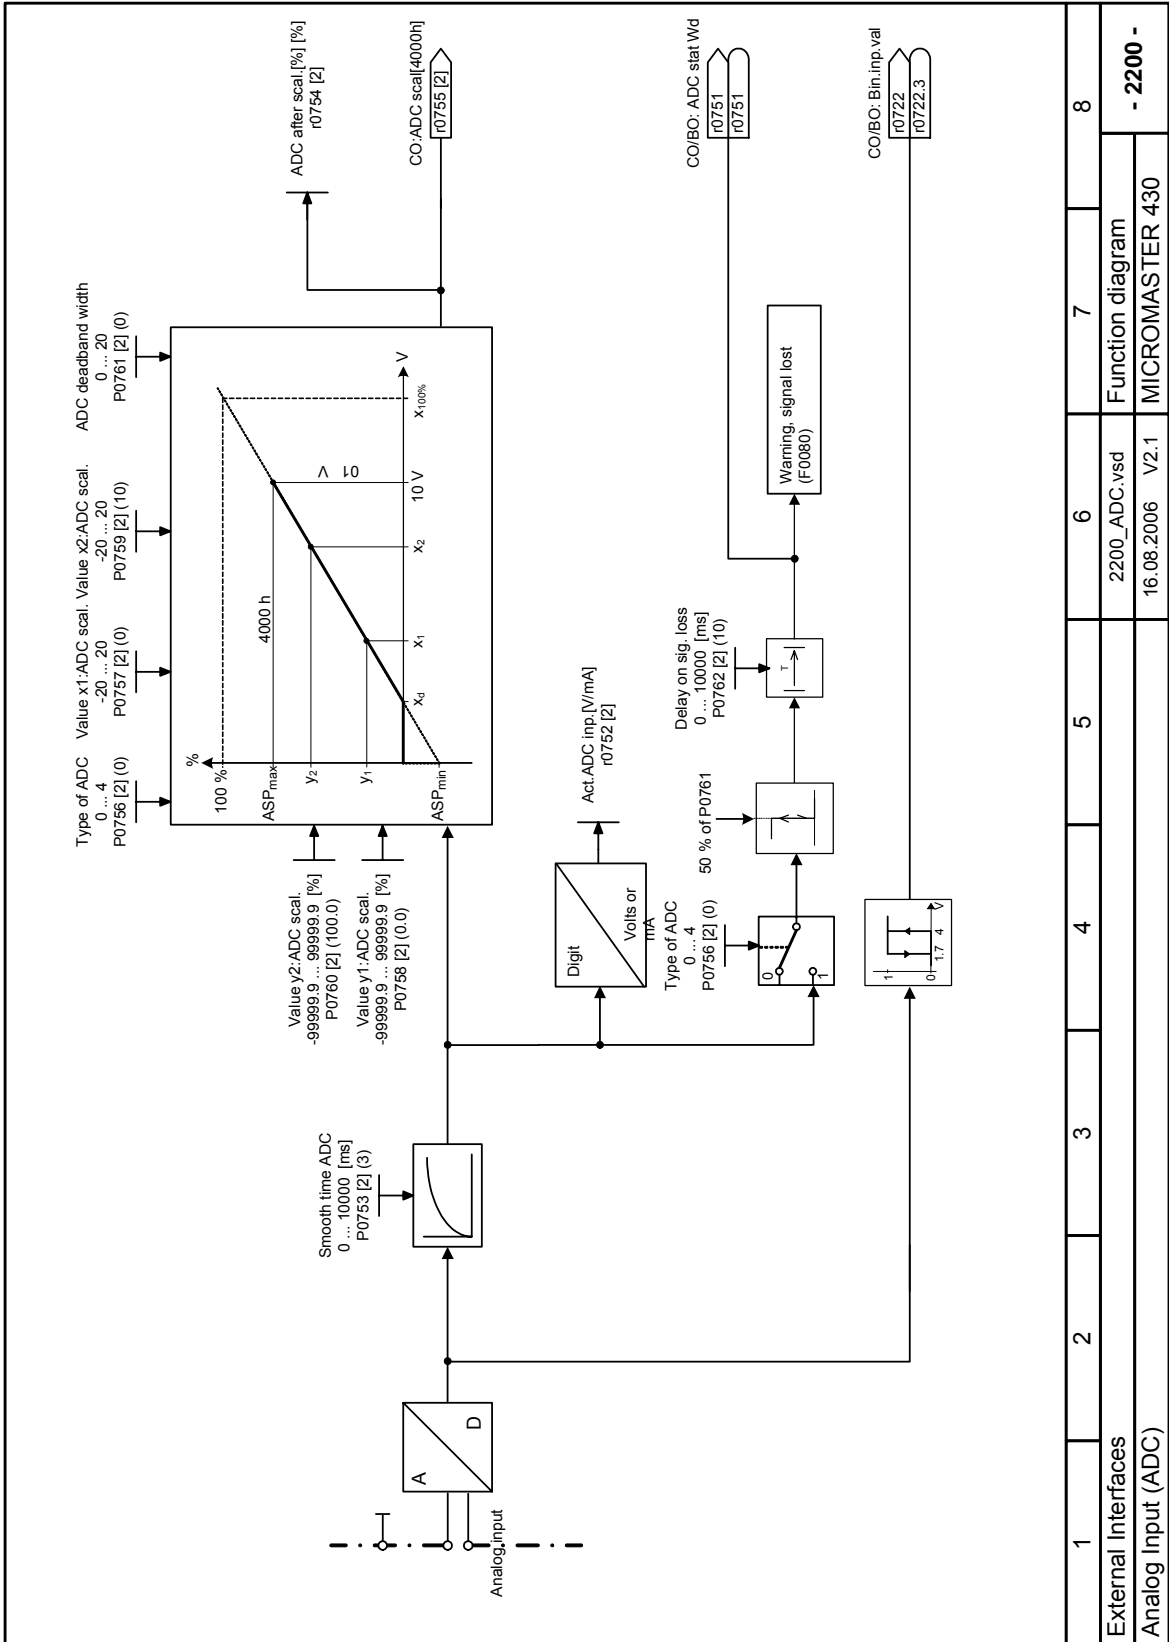 ADC after scal.[%] [%]
r0754 [2]
CO:ADC scal[4000h]
r0755 [2]
Type of ADC
0 ... 4
P0756 [2] (0)
Value x1:ADC scal.
-20 ... 20
P0757 [2] (0)
Value x2:ADC scal.
-20 ... 20
P0759 [2] (10)
ADC deadband width
0 ... 20
P0761 [2] (0)
%
100 %
ASPmax
y2
y1
ASPmin
4000 h
10 V
xd
x1
x2
10 V
x100%
V
Value y2:ADC scal.
-99999.9 ... 99999.9 [%]
P0760 [2] (100.0)
Value y1:ADC scal.
-99999.9 ... 99999.9 [%]
P0758 [2] (0.0)
Smooth time ADC
0 ... 10000 [ms]
P0753 [2] (3)
A
D
Analog input
Digit
Volts or
mA
Act.ADC inp.[V/mA]
r0752 [2]
Type of ADC
0 ... 4
P0756 [2] (0)
0
1
50 % of P0761
Delay on sig. loss
0 ... 10000 [ms]
P0762 [2] (10)
T
Warning, signal lost
(F0080)
CO/BO: ADC stat Wd
r0751
r0751
1
0
1.7
4
V
CO/BO: Bin.inp.val
r0722
r0722.3
1
2
3
4
5
6
7
8
External Interfaces
2200_ADC.vsd
Function diagram
- 2200 -
Analog Input (ADC)
16.08.2006
V2.1
MICROMASTER 430